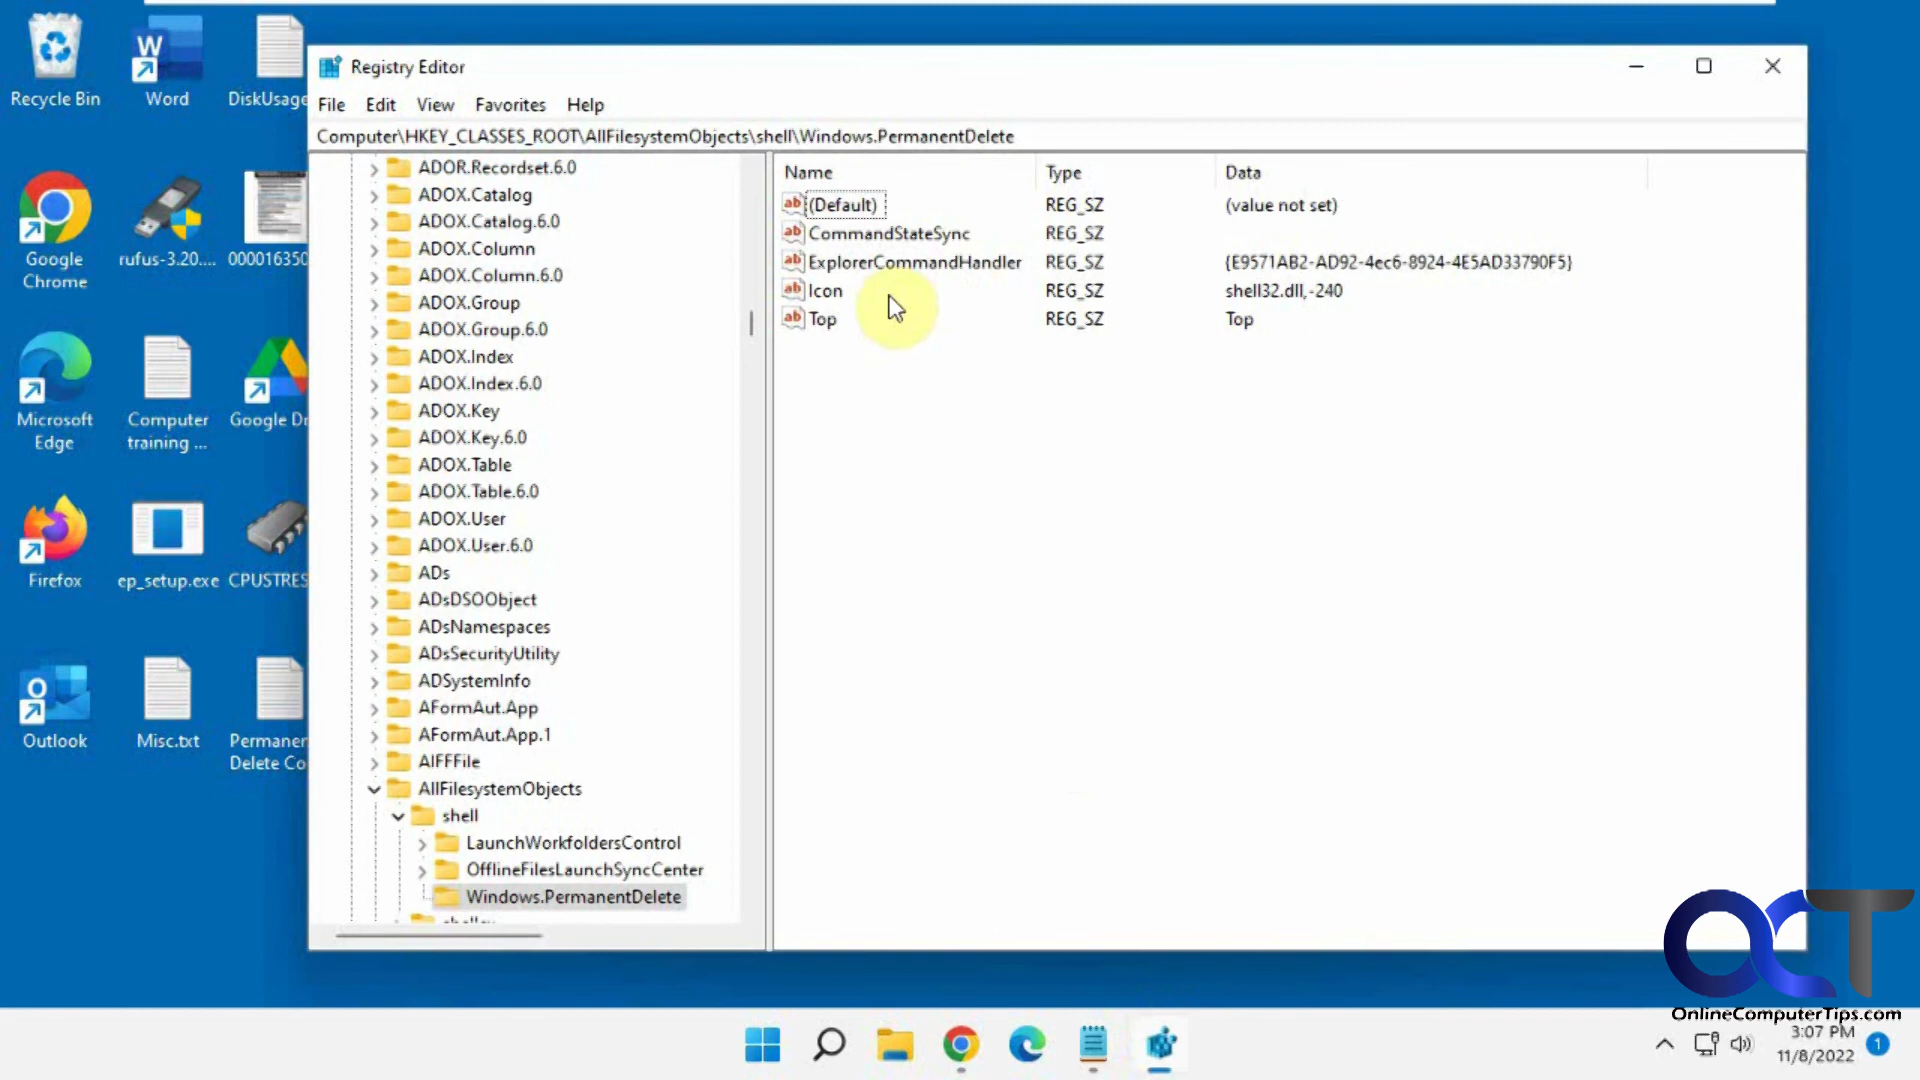 Recycle Bin
Word
DiskUsage
Google
Chrome
rufus-3.20....
000016350
Microsoft
Edge
Computer
training ...
Google Dr
Firefox
ep_setup.exe
CPUSTRES
Outlook
Misc.txt
Permanen
Delete Co
Registry Editor
File Edit View Favorites Help
Computer\HKEY_CLASSES_ROOT\AllFilesystemObjects\shell\Windows.PermanentDelete
ADOR.Recordset.6.0
ADOX.Catalog
ADOX.Catalog.6.0
ADOX.Column
ADOX.Column.6.0
ADOX.Group
ADOX.Group.6.0
ADOX.Index
ADOX.Index.6.0
ADOX.Key
ADOX.Key.6.0
ADOX.Table
ADOX.Table.6.0
ADOX.User
ADOX.User.6.0
ADs
ADsDSOObject
ADsNamespaces
ADsSecurityUtility
ADSystemInfo
AFormAut.App
AFormAut.App.1
AIFFFile
AllFilesystemObjects
shell
LaunchWorkfoldersControl
OfflineFilesLaunchSyncCenter
Windows.PermanentDelete
Name Type Data
(Default) REG_SZ (value not set)
CommandStateSync REG_SZ
ExplorerCommandHandler REG_SZ {E9571AB2-AD92-4ec6-8924-4E5AD33790F5}
Icon REG_SZ shell32.dll,-240
Top REG_SZ Top
OCT
OnlineComputerTips.com
3:07 PM
11/8/2022
1